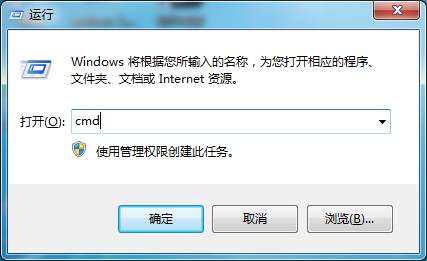 运行
Windows 将根据您所输入的名称，为您打开相应的程序、
文件夹、文档或 Internet 资源。
打开(O): cmd
使用管理权限创建此任务。
确定 取消 浏览(B)...